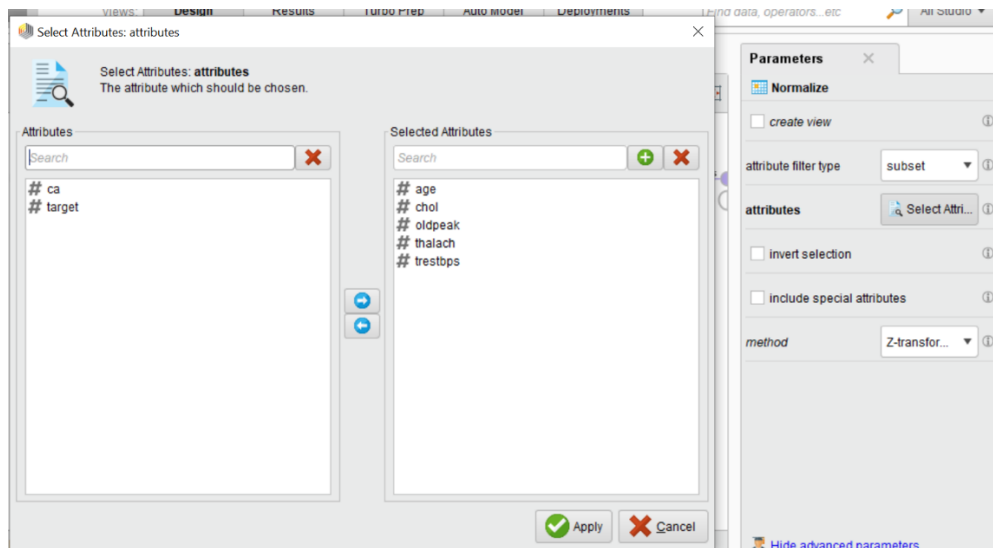 Views: Design Results Turbo Prep Auto Model Deployments
Find data, operators...etc
All Studio
Select Attributes: attributes
Select Attributes: attributes
The attribute which should be chosen.
Attributes
Search
# ca
# target
Selected Attributes
Search
# age
# chol
# oldpeak
# thalach
# trestbps
Apply
Cancel
Parameters
Normalize
create view
attribute filter type
subset
attributes
Select Attri...
invert selection
include special attributes
method
Z-transfor...
Hide advanced parameters